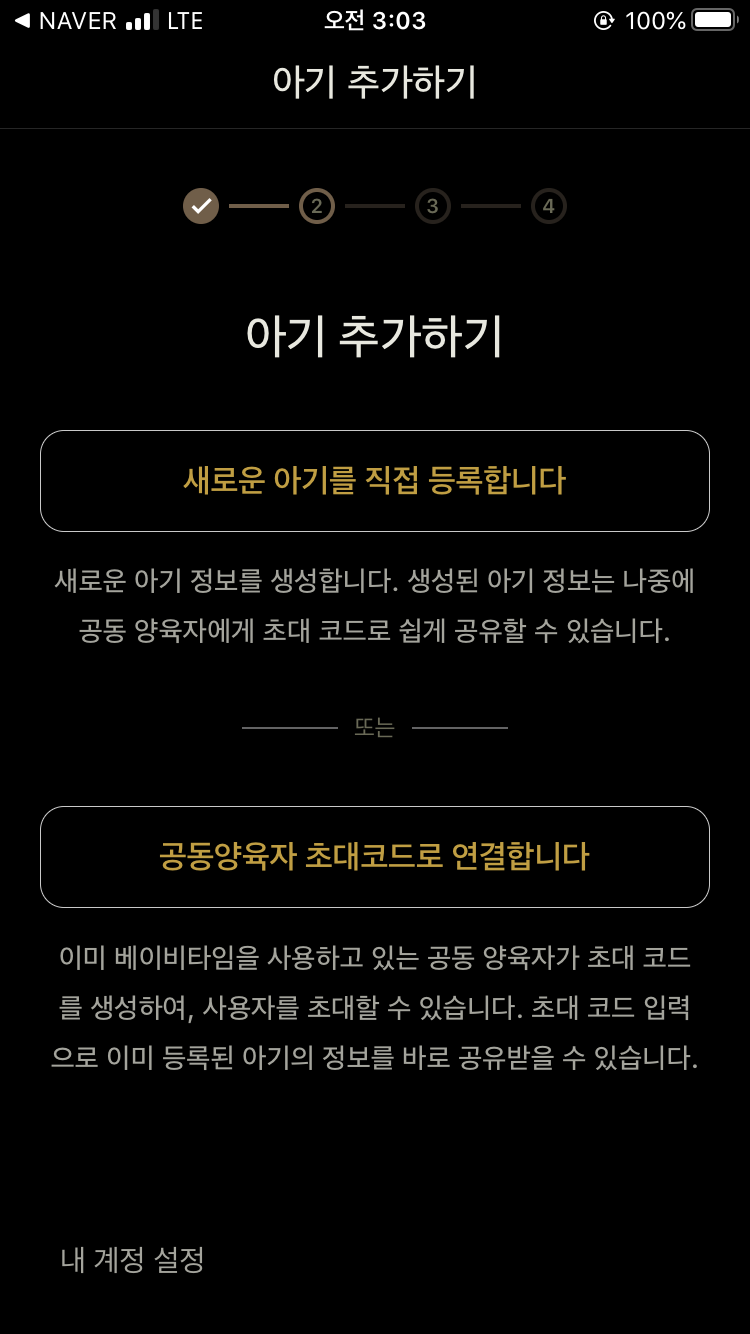 NAVER LTE 오전 3:03 100%
아기 추가하기
2 3 4
아기 추가하기
새로운 아기를 직접 등록합니다
새로운 아기 정보를 생성합니다. 생성된 아기 정보는 나중에
공동 양육자에게 초대 코드로 쉽게 공유할 수 있습니다.
또는
공동양육자 초대코드로 연결합니다
이미 베이비타임을 사용하고 있는 공동 양육자가 초대 코드
를 생성하여, 사용자를 초대할 수 있습니다. 초대 코드 입력
으로 이미 등록된 아기의 정보를 바로 공유받을 수 있습니다.
내 계정 설정